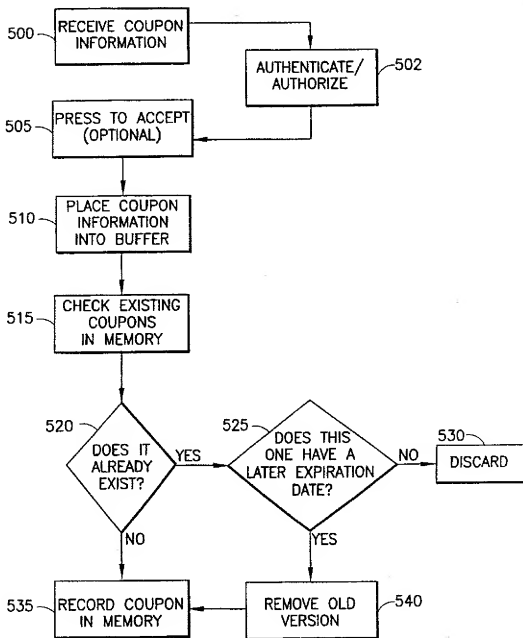 500
RECEIVE COUPON
INFORMATION
AUTHENTICATE/
AUTHORIZE
502
505
PRESS TO ACCEPT
(OPTIONAL)
510
PLACE COUPON
INFORMATION
INTO BUFFER
515
CHECK EXISTING
COUPONS
IN MEMORY
520
DOES IT
ALREADY
EXIST?
YES
NO
525
DOES THIS
ONE HAVE A
LATER EXPIRATION
DATE?
NO
YES
530
DISCARD
535
RECORD COUPON
IN MEMORY
REMOVE OLD
VERSION
540